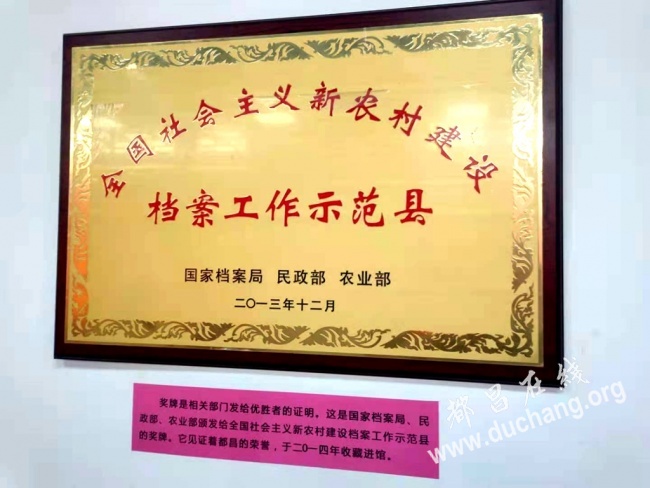 全国社会主义新农村建设
档案工作示范县
国家档案局 民政部 农业部
二〇一三年十二月
奖牌是相关部门发给优胜者的证明。这是国家档案局、民
政部、农业部颁发给全国社会主义新农村建设档案工作示范县
的奖牌。它见证着都昌的荣誉，于二0一四年收藏进馆。
都昌在线
www.duchang.org